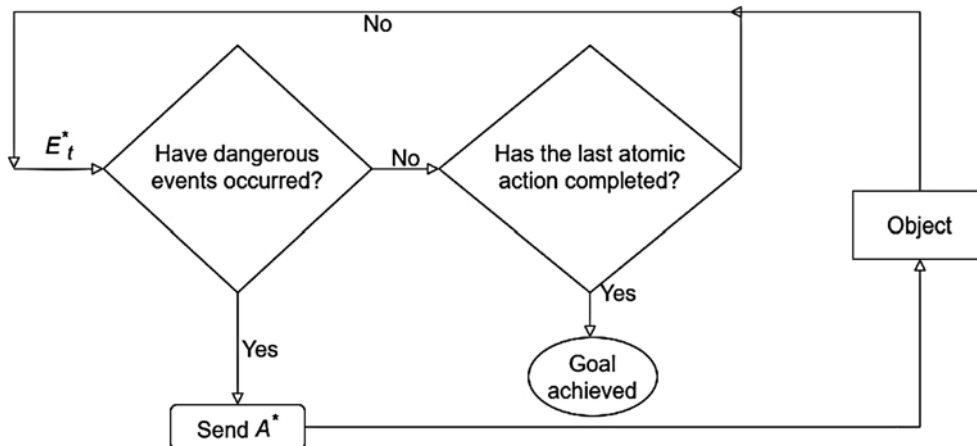 No
E*t
Have dangerous
events occurred?
No
Has the last atomic
action completed?
Object
Yes
Yes
Goal
achieved
Send A*